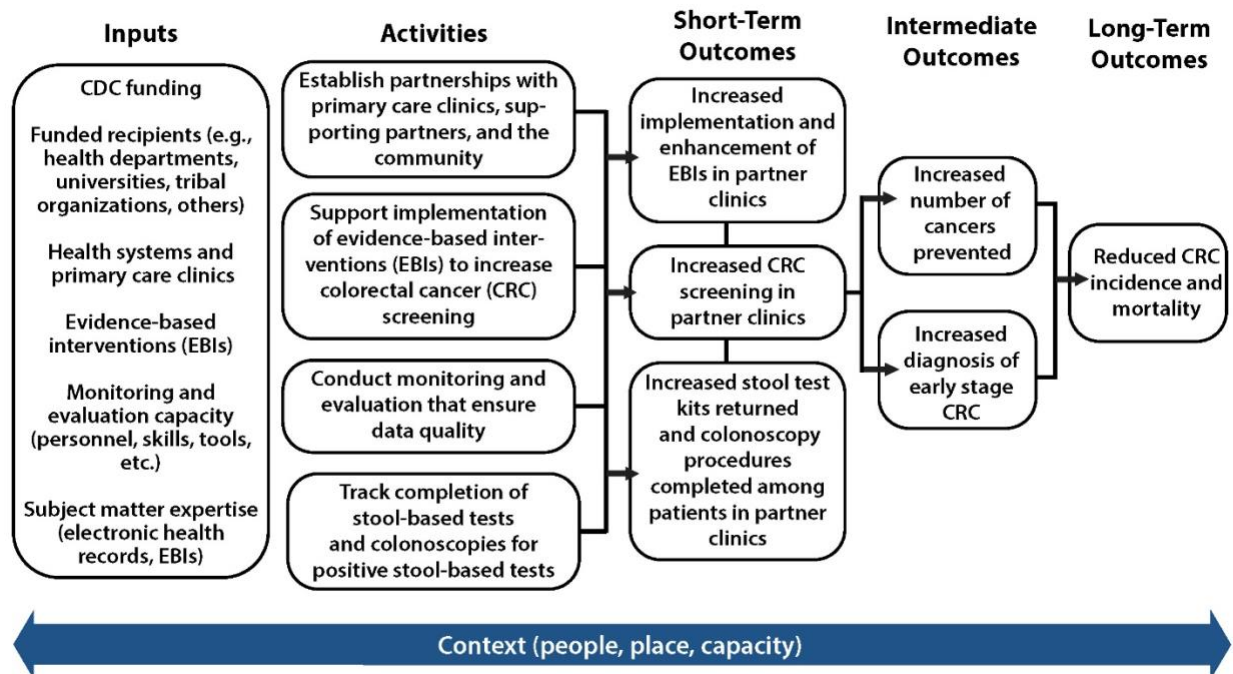 Inputs
CDC funding
Funded recipients (e.g.,
health departments,
universities, tribal
organizations, others)
Health systems and
primary care clinics
Evidence-based
interventions (EBIs)
Monitoring and
evaluation capacity
(personnel, skills, tools,
etc.)
Subject matter expertise
(electronic health
records, EBIs)
Activities
Establish partnerships with
primary care clinics, sup-
porting partners, and the
community
Support implementation
of evidence-based inter-
ventions (EBIs) to increase
colorectal cancer (CRC)
screening
Conduct monitoring and
evaluation that ensure
data quality
Track completion of
stool-based tests
and colonoscopies for
positive stool-based tests
Short-Term
Outcomes
Increased
implementation and
enhancement of
EBIs in partner
clinics
Increased CRC
screening in
partner clinics
Increased stool test
kits returned
and colonoscopy
procedures
completed among
patients in partner
clinics
Intermediate
Outcomes
Increased
number of
cancers
prevented
Increased
diagnosis of
early stage
CRC
Long-Term
Outcomes
Reduced CRC
incidence and
mortality
Context (people, place, capacity)